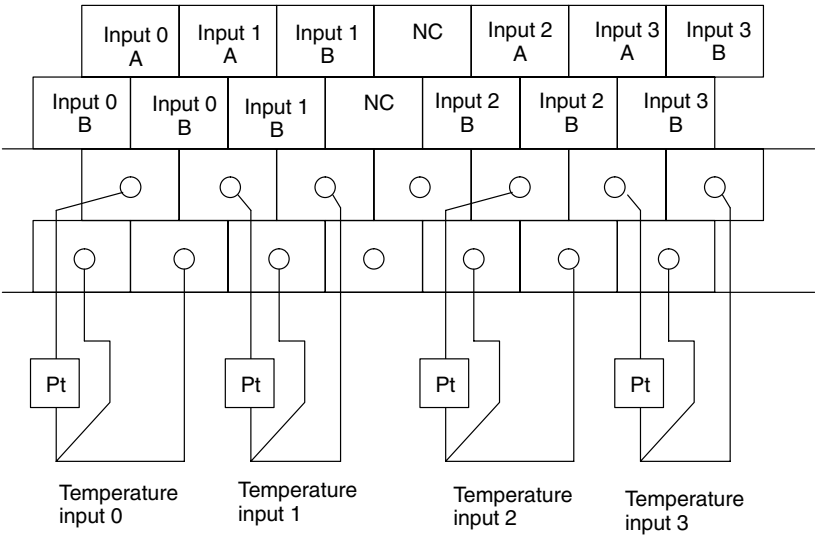 Input 0
A
Input 1
A
Input 1
B
NC
Input 2
A
Input 3
A
Input 3
B
Input 0
B
Input 0
B
Input 1
B
NC
Input 2
B
Input 2
B
Input 3
B
Pt
Pt
Pt
Pt
Temperature
input 0
Temperature
input 1
Temperature
input 2
Temperature
input 3